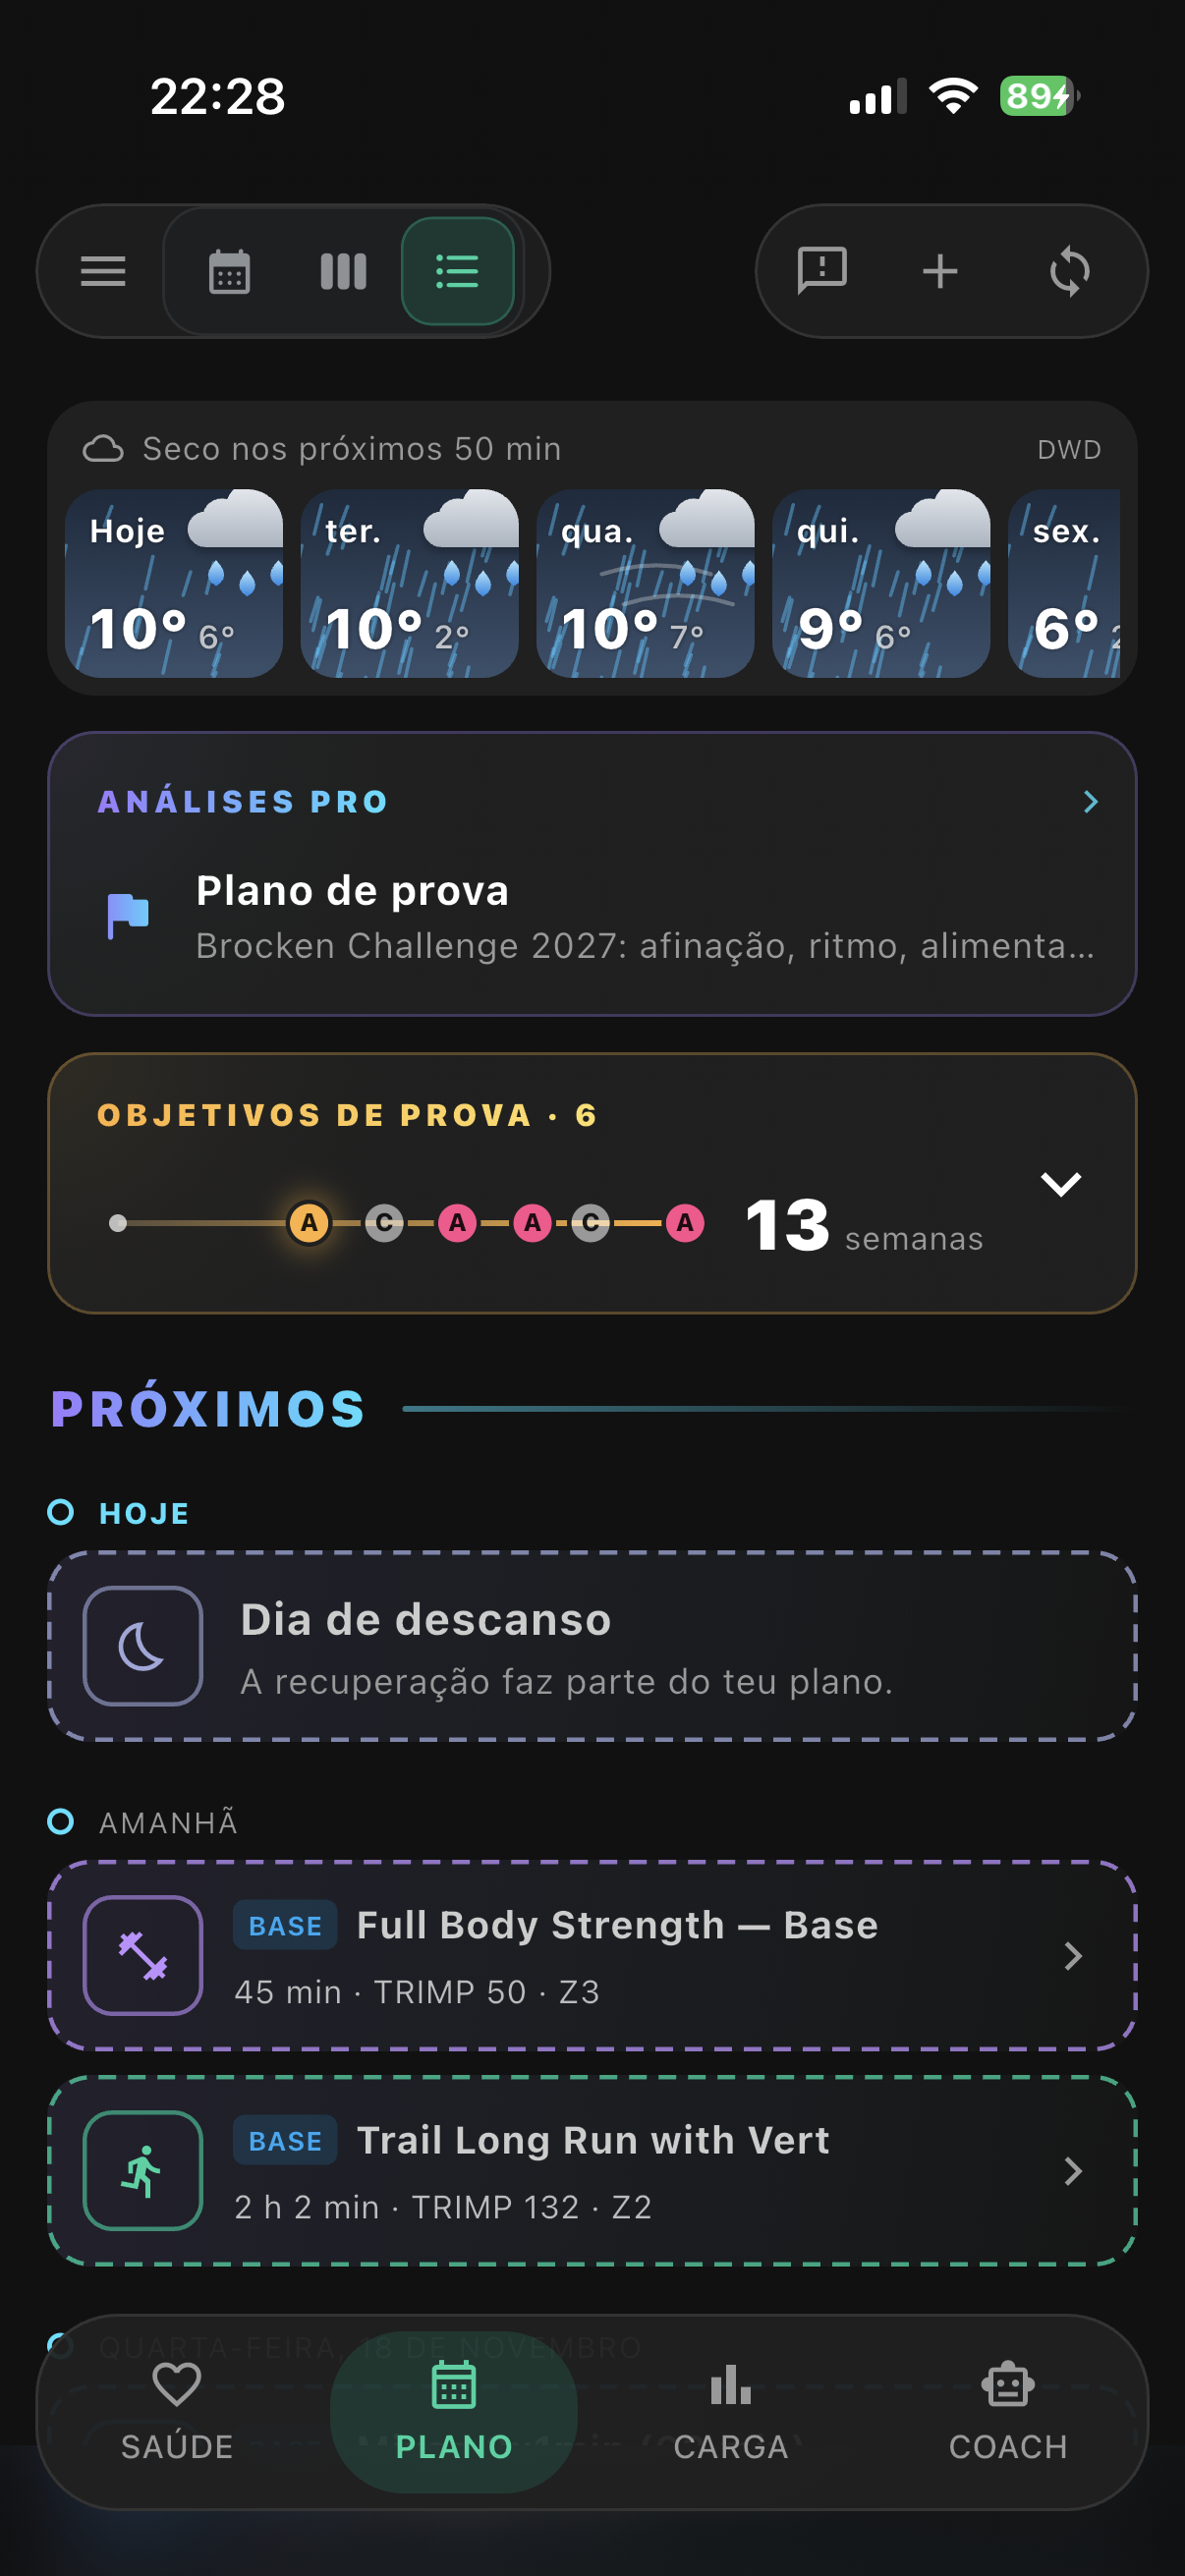 22:28
89
Seco nos próximos 50 min
DWD
Hoje
10° 6°
ter.
10° 2°
qua.
10° 7°
qui.
9° 6°
sex.
6° 2
ANÁLISES PRO
Plano de prova
Brocken Challenge 2027: afinação, ritmo, alimenta...
OBJETIVOS DE PROVA · 6
A C A A C A
13 semanas
PRÓXIMOS
HOJE
Dia de descanso
A recuperação faz parte do teu plano.
AMANHÃ
BASE Full Body Strength — Base
45 min · TRIMP 50 · Z3
BASE Trail Long Run with Vert
2 h 2 min · TRIMP 132 · Z2
QUARTA-FEIRA, 18 DE NOVEMBRO
SAÚDE
PLANO
CARGA
COACH